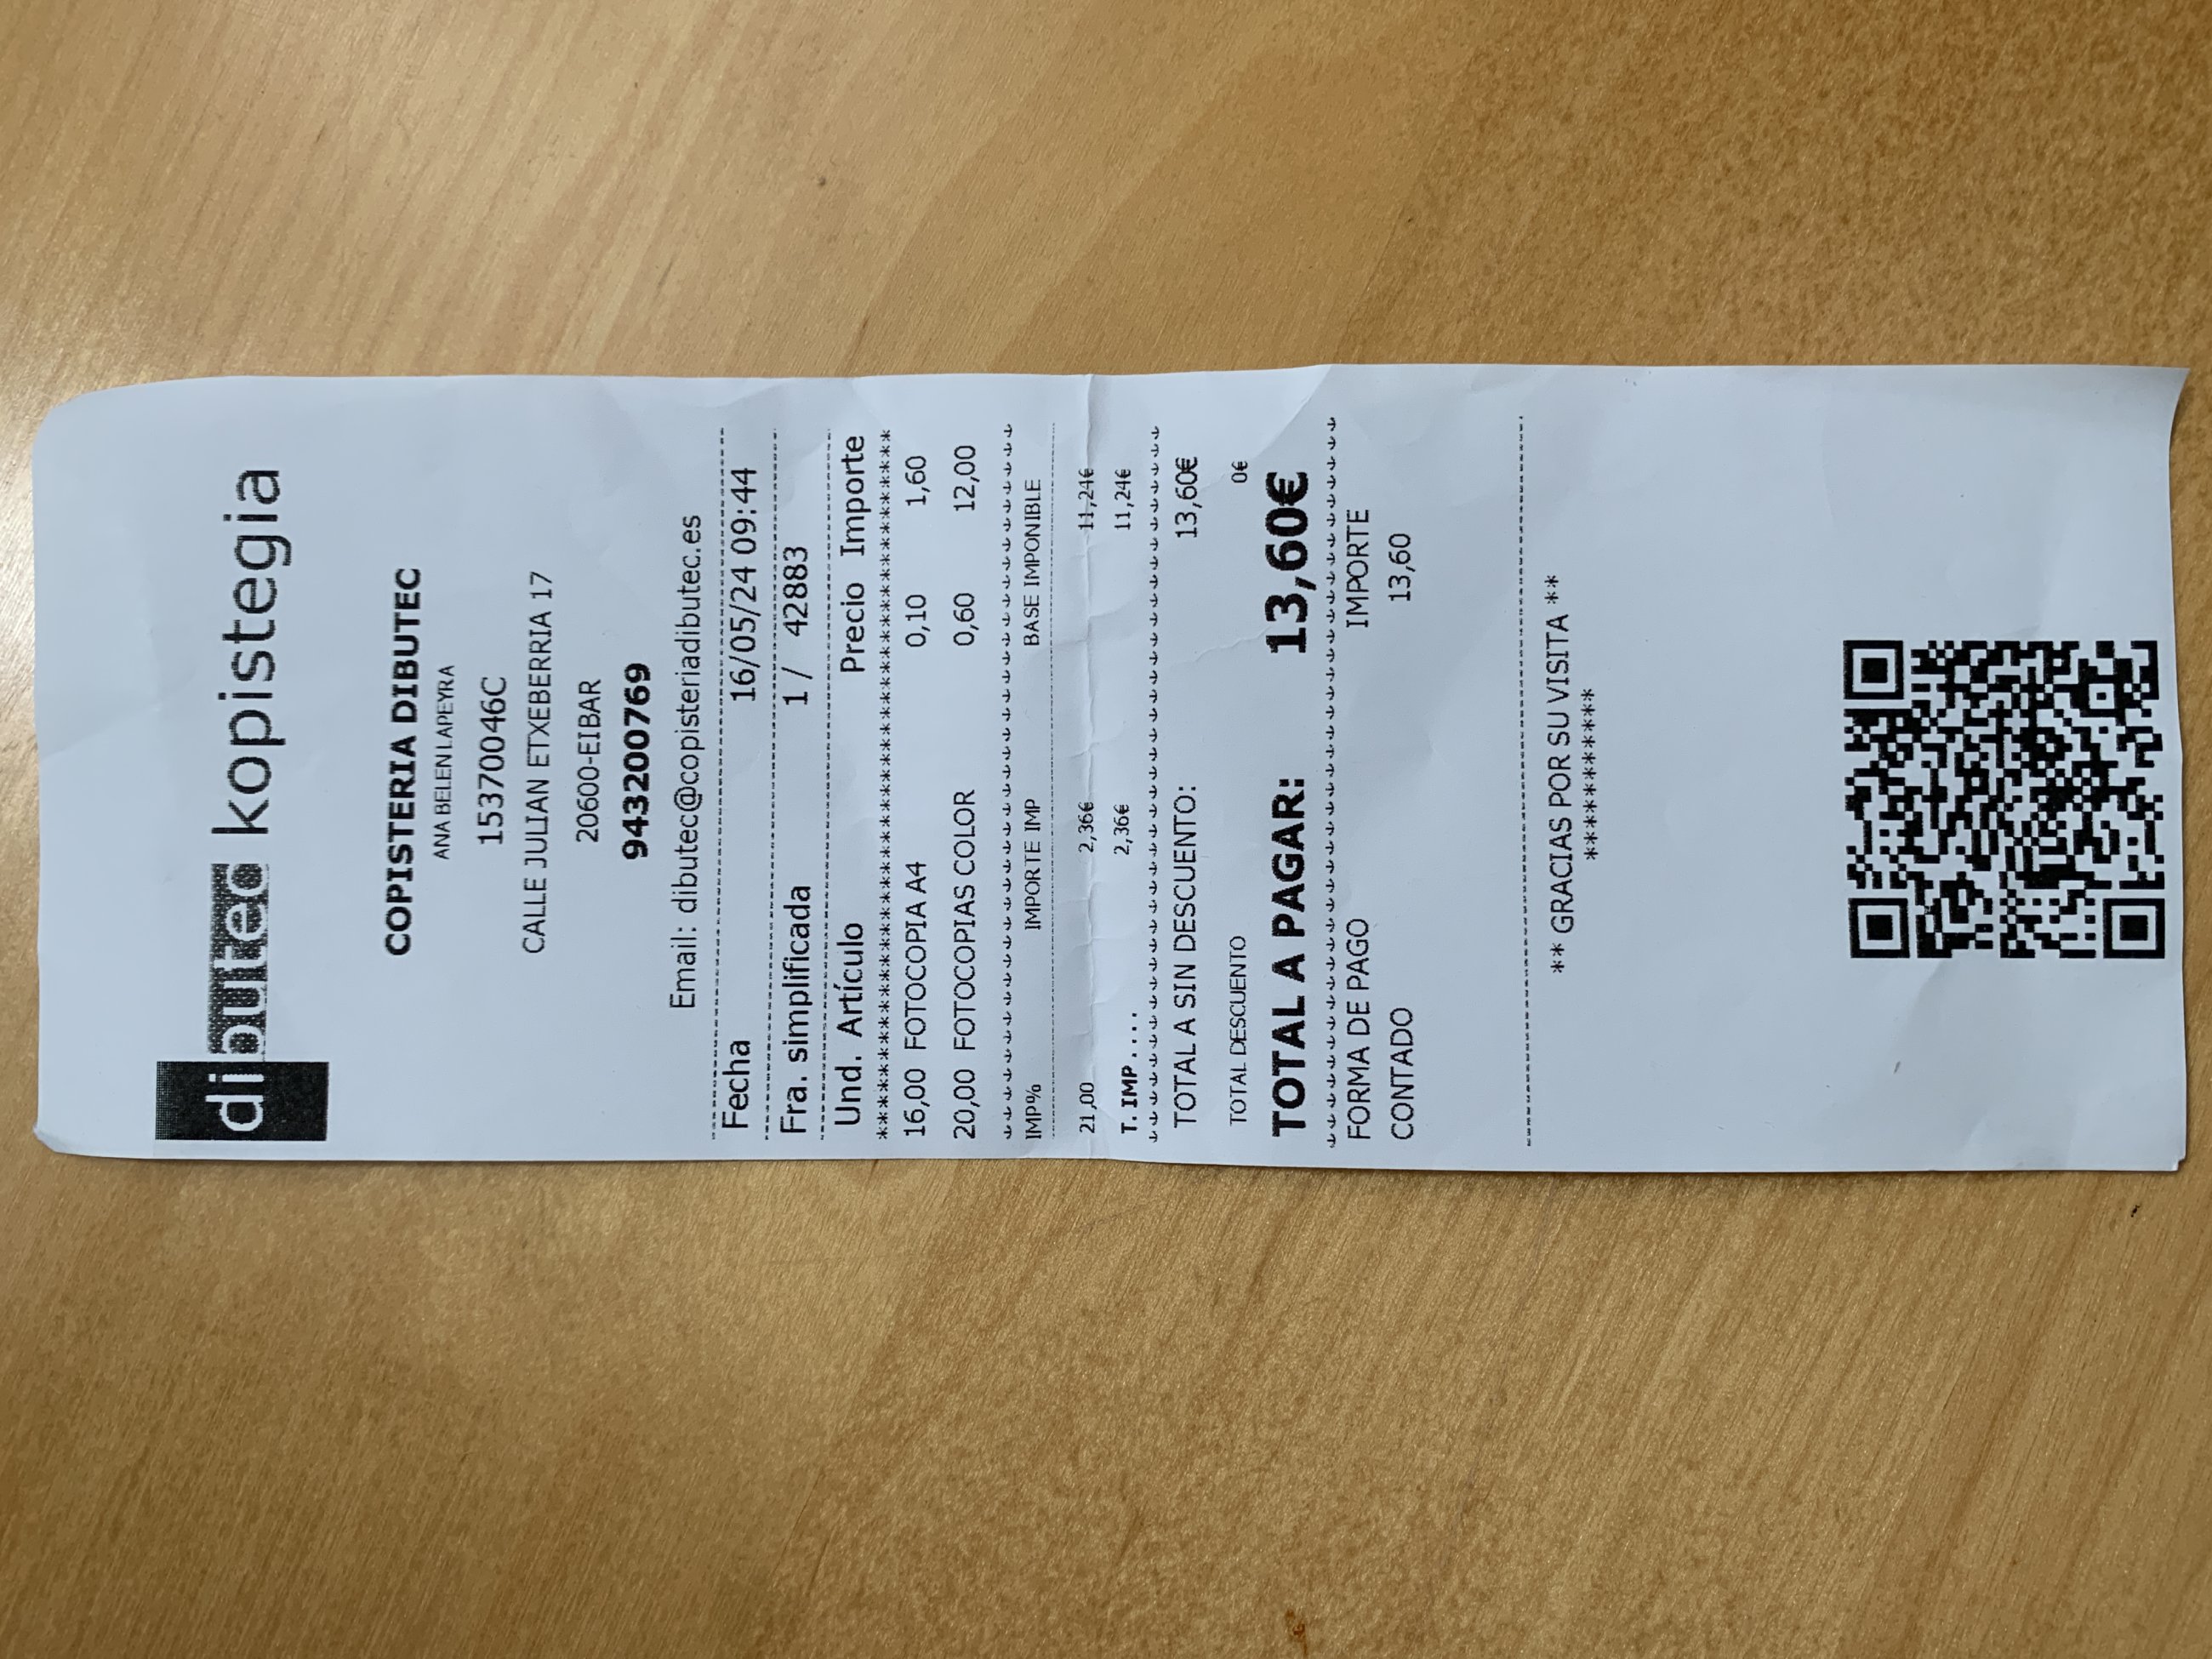 dibutec kopistegia
COPISTERIA DIBUTEC
ANA BELEN LAPEYRA
15370046C
CALLE JULIAN ETXEBERRIA 17
20600-EIBAR
943200769
Email: dibutec@copisteriadibutec.es
Fecha 16/05/24 09:44
Fra. simplificada 1 / 42883
Und. Artículo Precio Importe
16,00 FOTOCOPIA A4 0,10 1,60
20,00 FOTOCOPIAS COLOR 0,60 12,00
IMP% IMPORTE IMP BASE IMPONIBLE
21,00 2,36€ 11,24€
T. IMP.... 2,36€ 11,24€
TOTAL A SIN DESCUENTO: 13,60€
TOTAL DESCUENTO 0€
TOTAL A PAGAR: 13,60€
FORMA DE PAGO IMPORTE
CONTADO 13,60
** GRACIAS POR SU VISITA **
***********